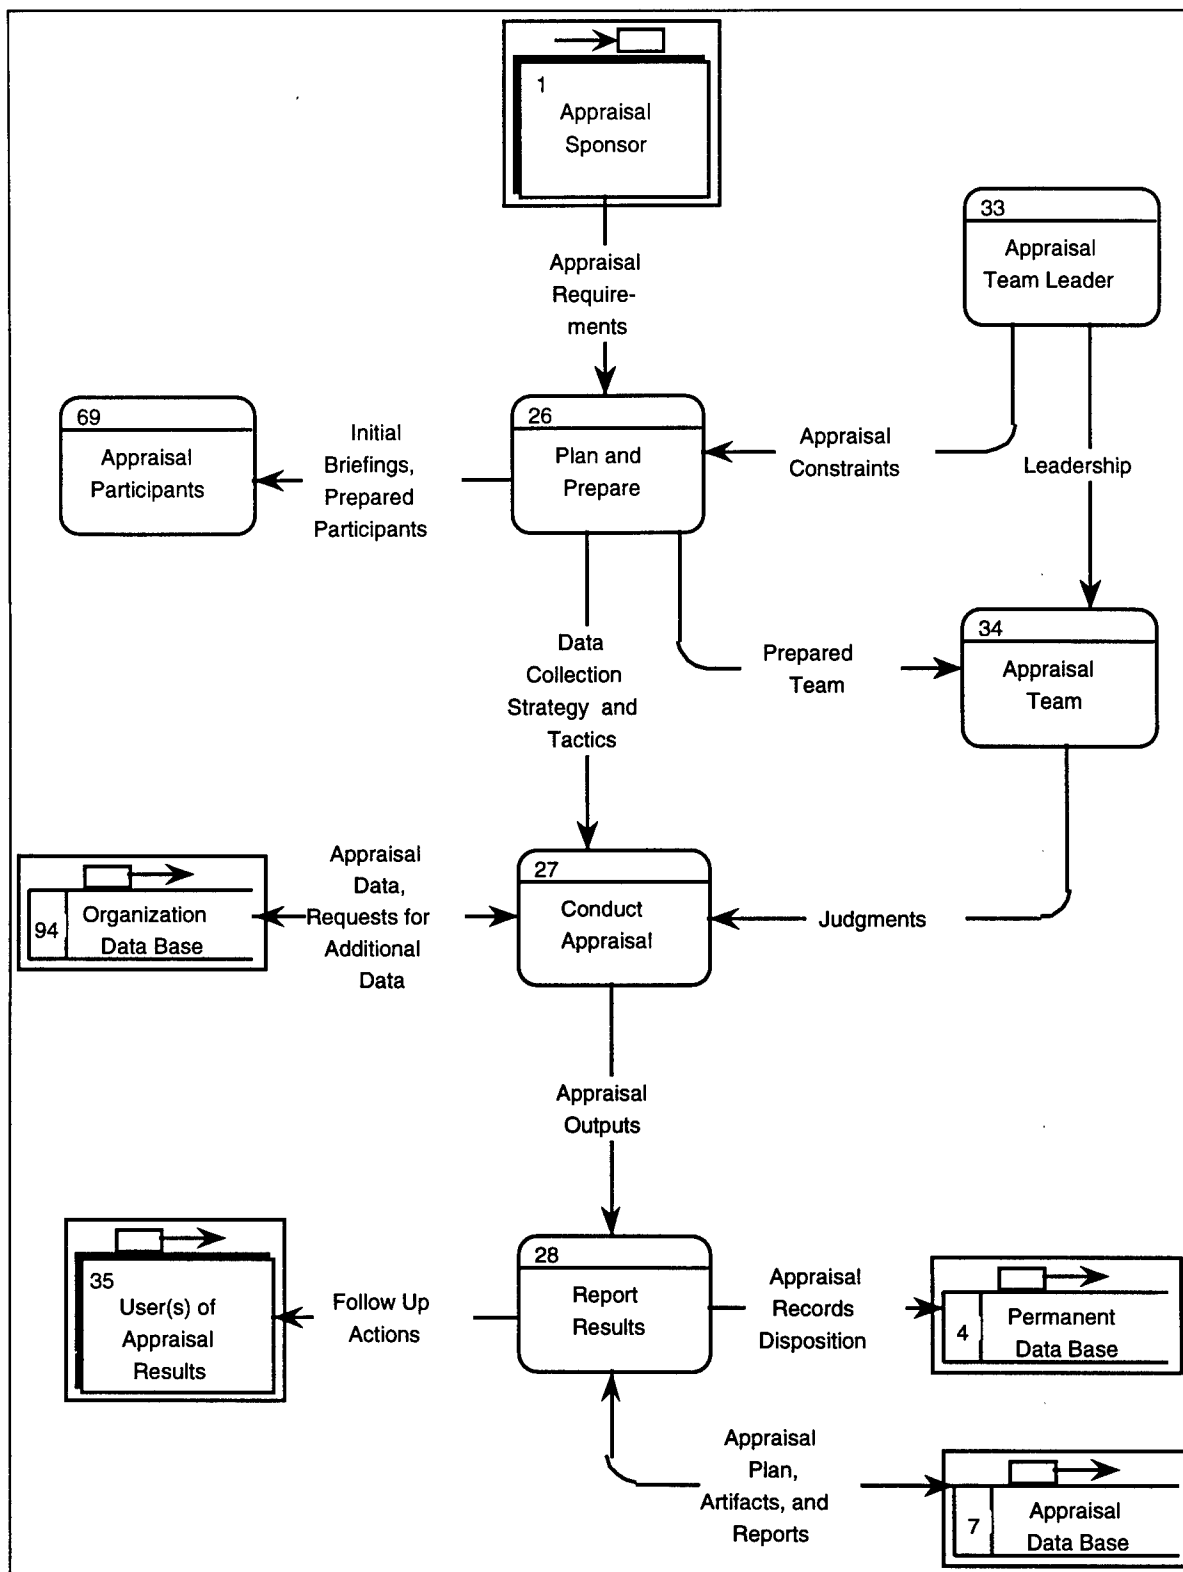 1
Appraisal
Sponsor
33
Appraisal
Team Leader
Appraisal
Require-
ments
69
Appraisal
Participants
Initial
Briefings,
Prepared
Participants
26
Plan and
Prepare
Appraisal
Constraints
Leadership
34
Appraisal
Team
Data
Collection
Strategy and
Tactics
Prepared
Team
94
Organization
Data Base
Appraisal
Data,
Requests for
Additional
Data
27
Conduct
Appraisal
Judgments
Appraisal
Outputs
35
User(s) of
Appraisal
Results
Follow Up
Actions
28
Report
Results
Appraisal
Records
Disposition
4
Permanent
Data Base
Appraisal
Plan,
Artifacts, and
Reports
7
Appraisal
Data Base